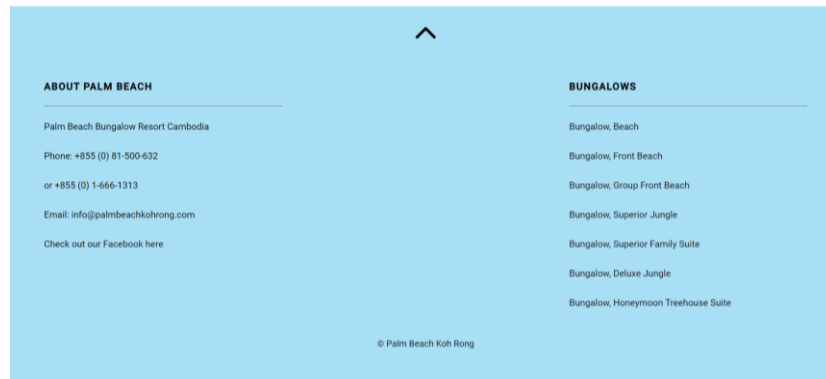 ABOUT PALM BEACH
Palm Beach Bungalow Resort Cambodia
Phone: +855 (0) 81-500-632
or +855 (0) 1-666-1313
Email: info@palmbeachkohrong.com
Check out our Facebook here
BUNGALOWS
Bungalow, Beach
Bungalow, Front Beach
Bungalow, Group Front Beach
Bungalow, Superior Jungle
Bungalow, Superior Family Suite
Bungalow, Deluxe Jungle
Bungalow, Honeymoon Treehouse Suite
© Palm Beach Koh Rong